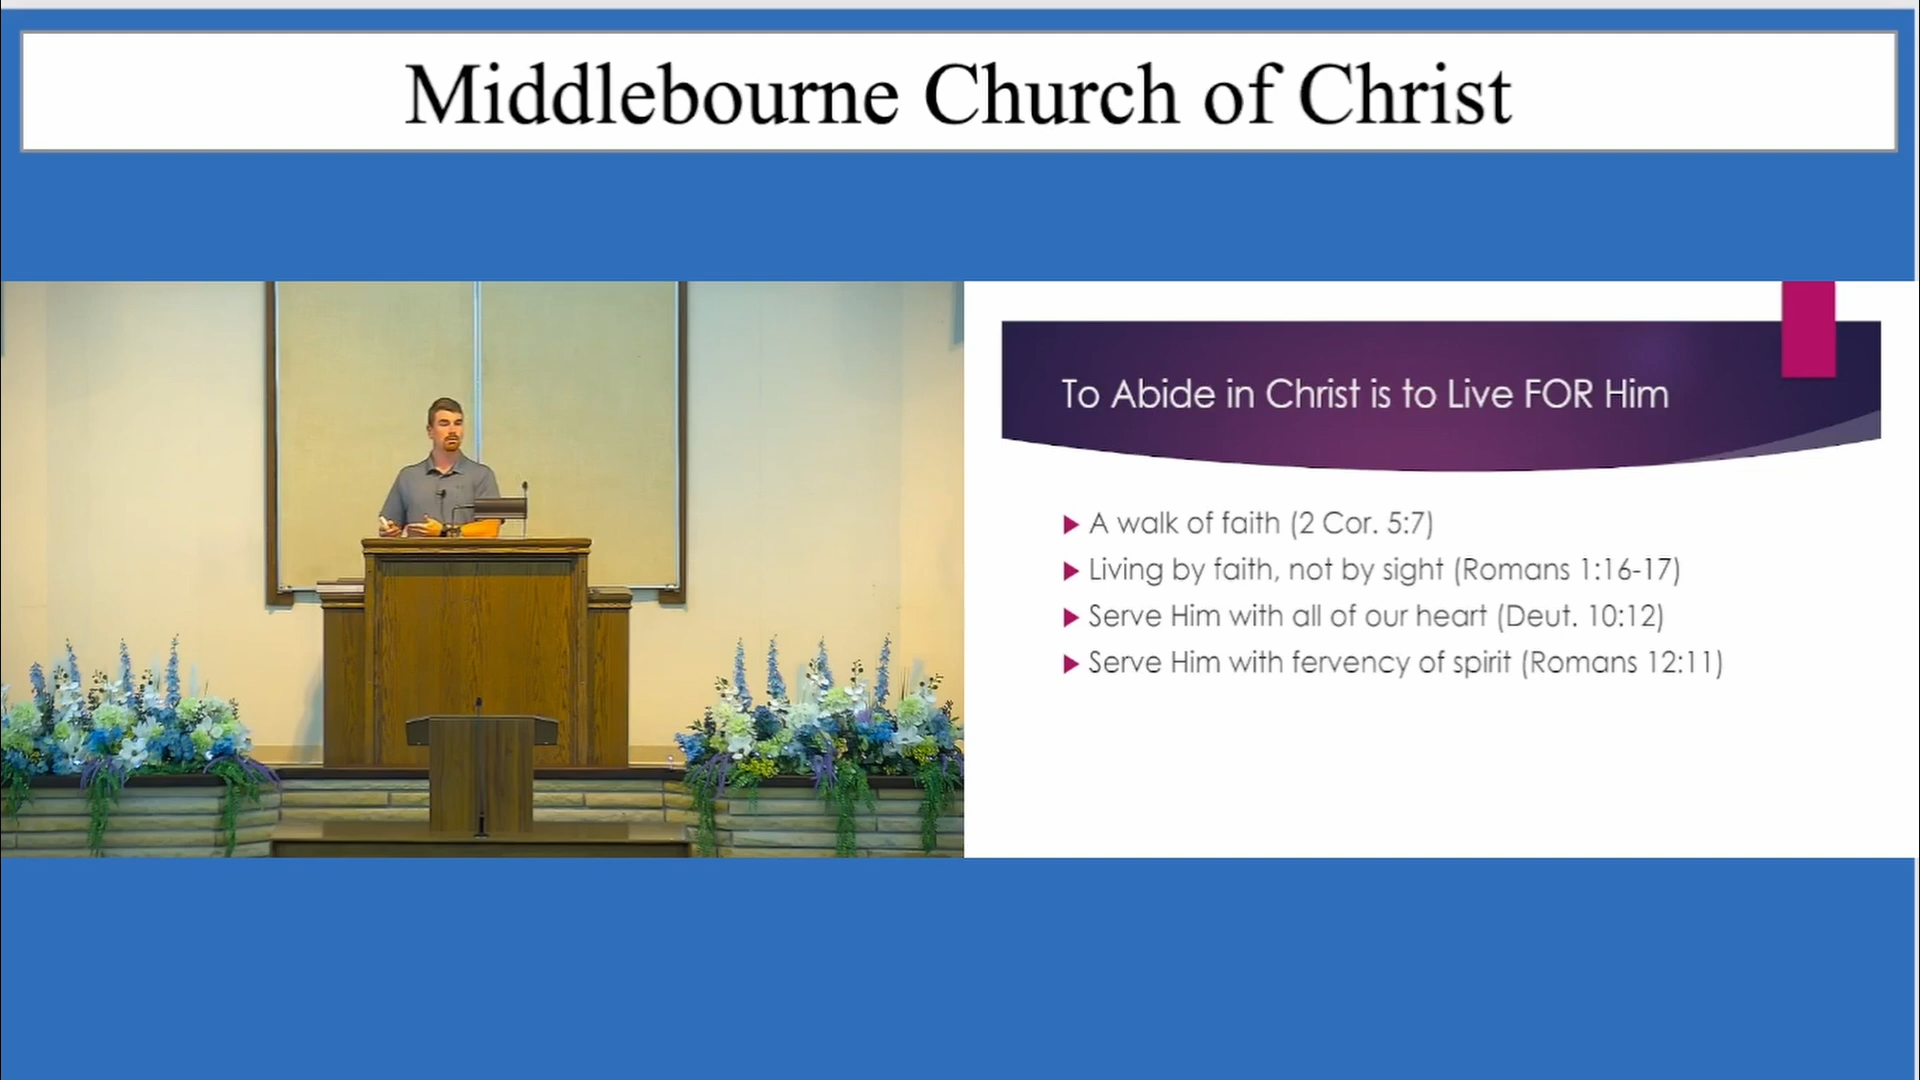 Middlebourne Church of Christ
To Abide in Christ is to Live FOR Him
A walk of faith (2 Cor. 5:7)
Living by faith, not by sight (Romans 1:16-17)
Serve Him with all of our heart (Deut. 10:12)
Serve Him with fervency of spirit (Romans 12:11)